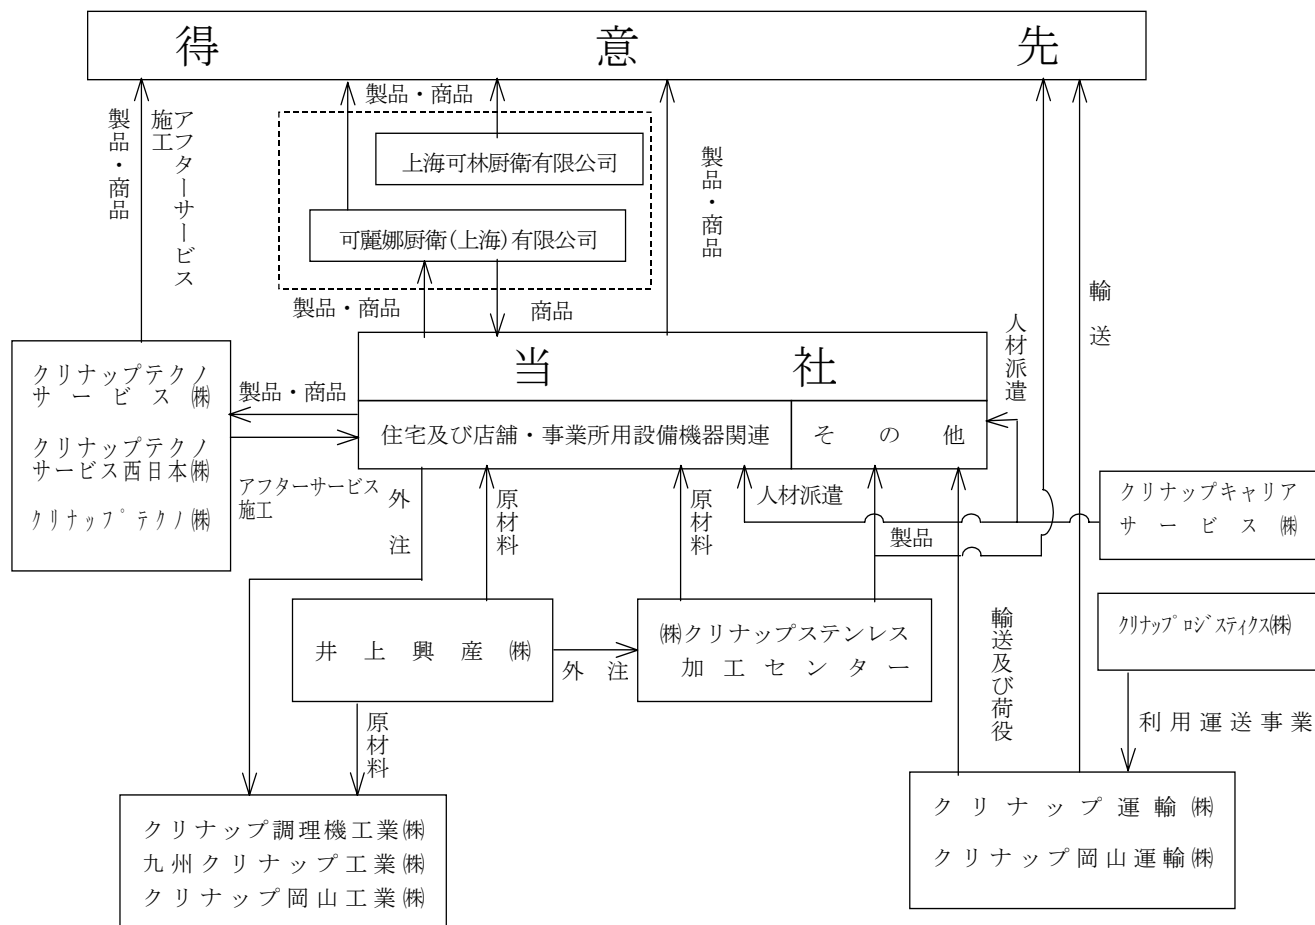 得意先
製品・商品
製品・商品
施工
アフターサービス
上海可林厨衛有限公司
製品・商品
可麗娜厨衛(上海)有限公司
製品・商品
商品
輸送
人材派遣
当社
クリナップテクノ
サービス㈱
製品・商品
住宅及び店舗・事業所用設備機器関連
その他
クリナップテクノ
サービス西日本㈱
アフターサービス
施工
クリナップテクノ㈱
外注
原材料
原材料
人材派遣
クリナップキャリア
サービス㈱
製品
井上興産㈱
外注
㈱クリナップステンレス
加工センター
輸送及び荷役
クリナップロジスティクス㈱
原材料
利用運送事業
クリナップ調理機工業㈱
九州クリナップ工業㈱
クリナップ岡山工業㈱
クリナップ運輸㈱
クリナップ岡山運輸㈱